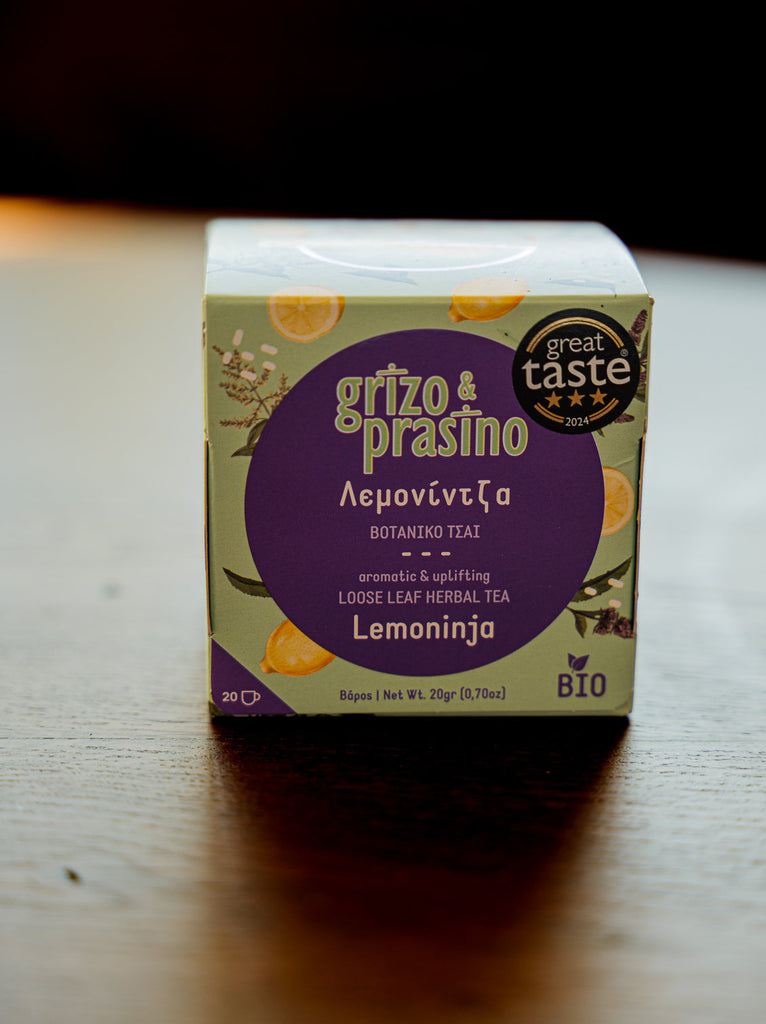 great
taste®
2024
grizo &
prasino
Λεμονίντζα
ΒΟΤΑΝΙΚΟ ΤΣΑΙ
aromatic & uplifting
LOOSE LEAF HERBAL TEA
Lemoninja
20
Βάρος | Net Wt. 20gr (0,70oz)
BIO